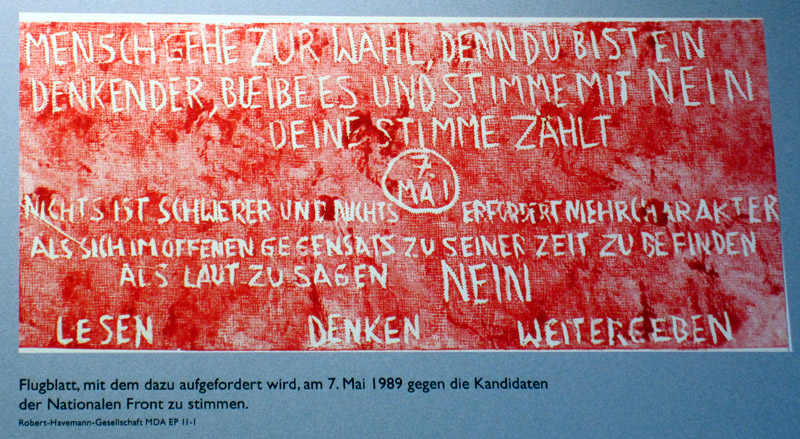 MENSCH GEHE ZUR WAHL, DENN DU BIST EIN
DENKENDER, BLEIBE ES UND STIMME MIT NEIN
DEINE STIMME ZÄHLT
7.
MAI
NICHTS IST SCHWERER UND NICHTS ERFORDERT MEHR CHARAKTER
ALS SICH IM OFFENEN GEGENSATS ZU SEINER ZEIT ZU BEFINDEN
ALS LAUT ZU SAGEN NEIN
LESEN DENKEN WEITERGEBEN
Flugblatt, mit dem dazu aufgefordert wird, am 7. Mai 1989 gegen die Kandidaten
der Nationalen Front zu stimmen.
Robert-Havemann-Gesellschaft MDA EP II-I